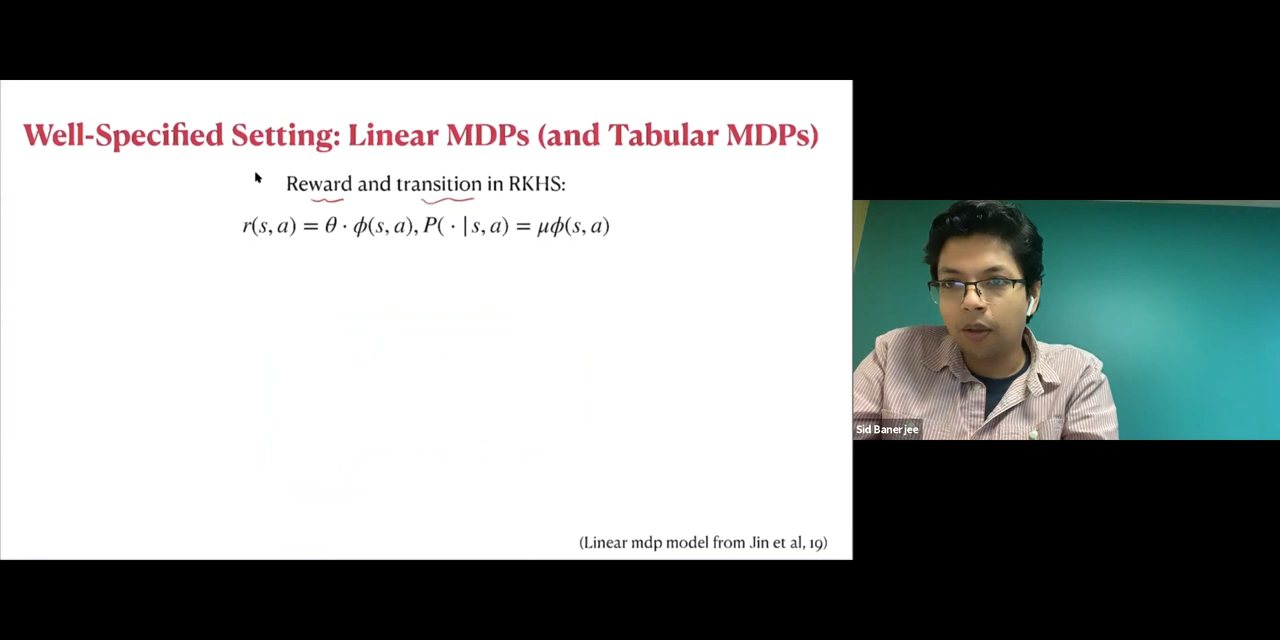 Well-Specified Setting: Linear MDPs (and Tabular MDPs)
Reward and transition in RKHS:
r(s, a) = θ · ϕ(s, a), P( · | s, a) = μϕ(s, a)
Sid Banerjee
(Linear mdp model from Jin et al, 19)